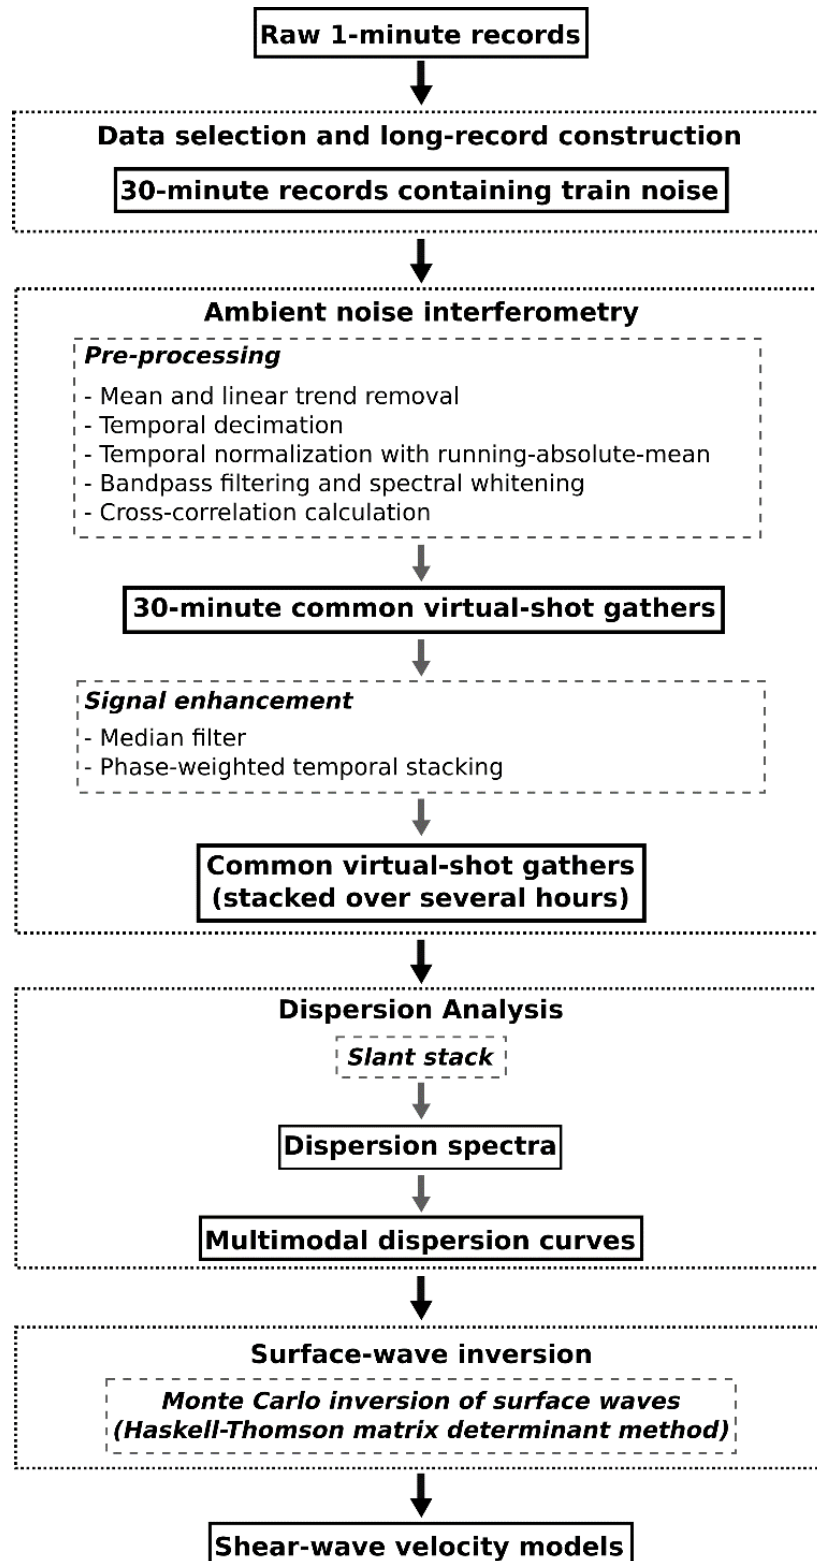 Raw 1-minute records
Data selection and long-record construction
30-minute records containing train noise
Ambient noise interferometry
Pre-processing
- Mean and linear trend removal
- Temporal decimation
- Temporal normalization with running-absolute-mean
- Bandpass filtering and spectral whitening
- Cross-correlation calculation
30-minute common virtual-shot gathers
Signal enhancement
- Median filter
- Phase-weighted temporal stacking
Common virtual-shot gathers
(stacked over several hours)
Dispersion Analysis
Slant stack
Dispersion spectra
Multimodal dispersion curves
Surface-wave inversion
Monte Carlo inversion of surface waves
(Haskell-Thomson matrix determinant method)
Shear-wave velocity models